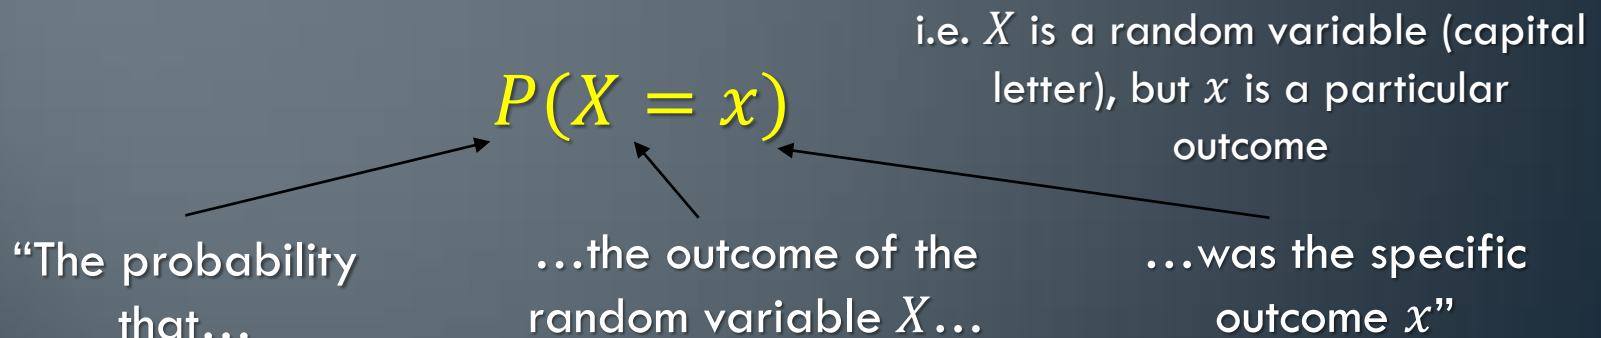 i.e. X is a random variable (capital
letter), but x is a particular
outcome
P(X = x)
“The probability
that…
…the outcome of the
random variable X…
…was the specific
outcome x”